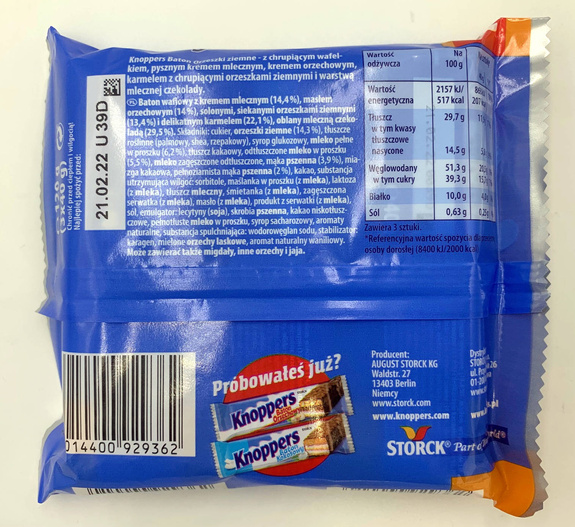 Knoppers Baton Orzeszki ziemne - z chrupiącym wafel-
kiem, pysznym kremem mlecznym, kremem orzechowym,
karmelem z chrupiącymi orzeszkami ziemnymi i warstwą
mlecznej czekolady.
Baton waflowy z kremem mlecznym (14,4 %), masłem
orzechowym (14%), solonymi, siekanymi orzeszkami ziemnymi
(13,4 %) i delikatnym karmelem (22,1%), oblany mleczną czeko-
ladą (29,5 %). Składniki: cukier, orzeszki ziemne (14,3 %), tłuszcze
roślinne (palmowy, shea, rzepakowy), syrop glukozowy, mleko pełne
w proszku (6,2 %), tłuszcz kakaowy, odtłuszczone mleko w proszku
(5,5 %), mleko zagęszczone odtłuszczone, mąka pszenna (3,9%), mia-
zga kakaowa, pełnoziarnista mąka pszenna (2%), kakao, substancja
utrzymująca wilgoć: sorbitole, maślanka w proszku (z mleka), laktoza
(z mleka), tłuszcz mleczny, śmietanka (z mleka), zagęszczona
serwatka (z mleka), masło (z mleka), produkt z serwatki (z mleka),
sól, emulgator: lecytyny (soja), skrobia pszenna, kakao niskotłusz-
czowe, pełnotłuste mleko w proszku, syrop sacharozowy, aromaty
naturalne, substancja spulchniająca: wodorowęglan sodu, stabilizator:
karagen, mielone orzechy laskowe, aromat naturalny waniliowy.
Może zawierać także migdały, inne orzechy i jaja.
21.02.22 U 39D
Chronić przed ciepłem i wilgocią!
Najlepiej spożyć przed:
Wartość odżywcza Na 100 g
Wartość
energetyczna 2157 kJ/
517 kcal
Tłuszcz 29,7 g
w tym kwasy
tłuszczowe
nasycone 14,5 g
Węglowodany 51,3 g
w tym cukry 39,3 g
Białko 10,0 g
Sól 0,63 g
Zawiera 3 sztuki.
*Referencyjna wartość spożycia
osoby dorosłej (8400 kJ/2000 kcal)
014400 929362
Próbowałeś już?
Knoppers
Knoppers
Producent:
AUGUST STORCK KG
Waldstr. 27
13403 Berlin
Niemcy
www.storck.com
www.knoppers.com
STORCK® Part of